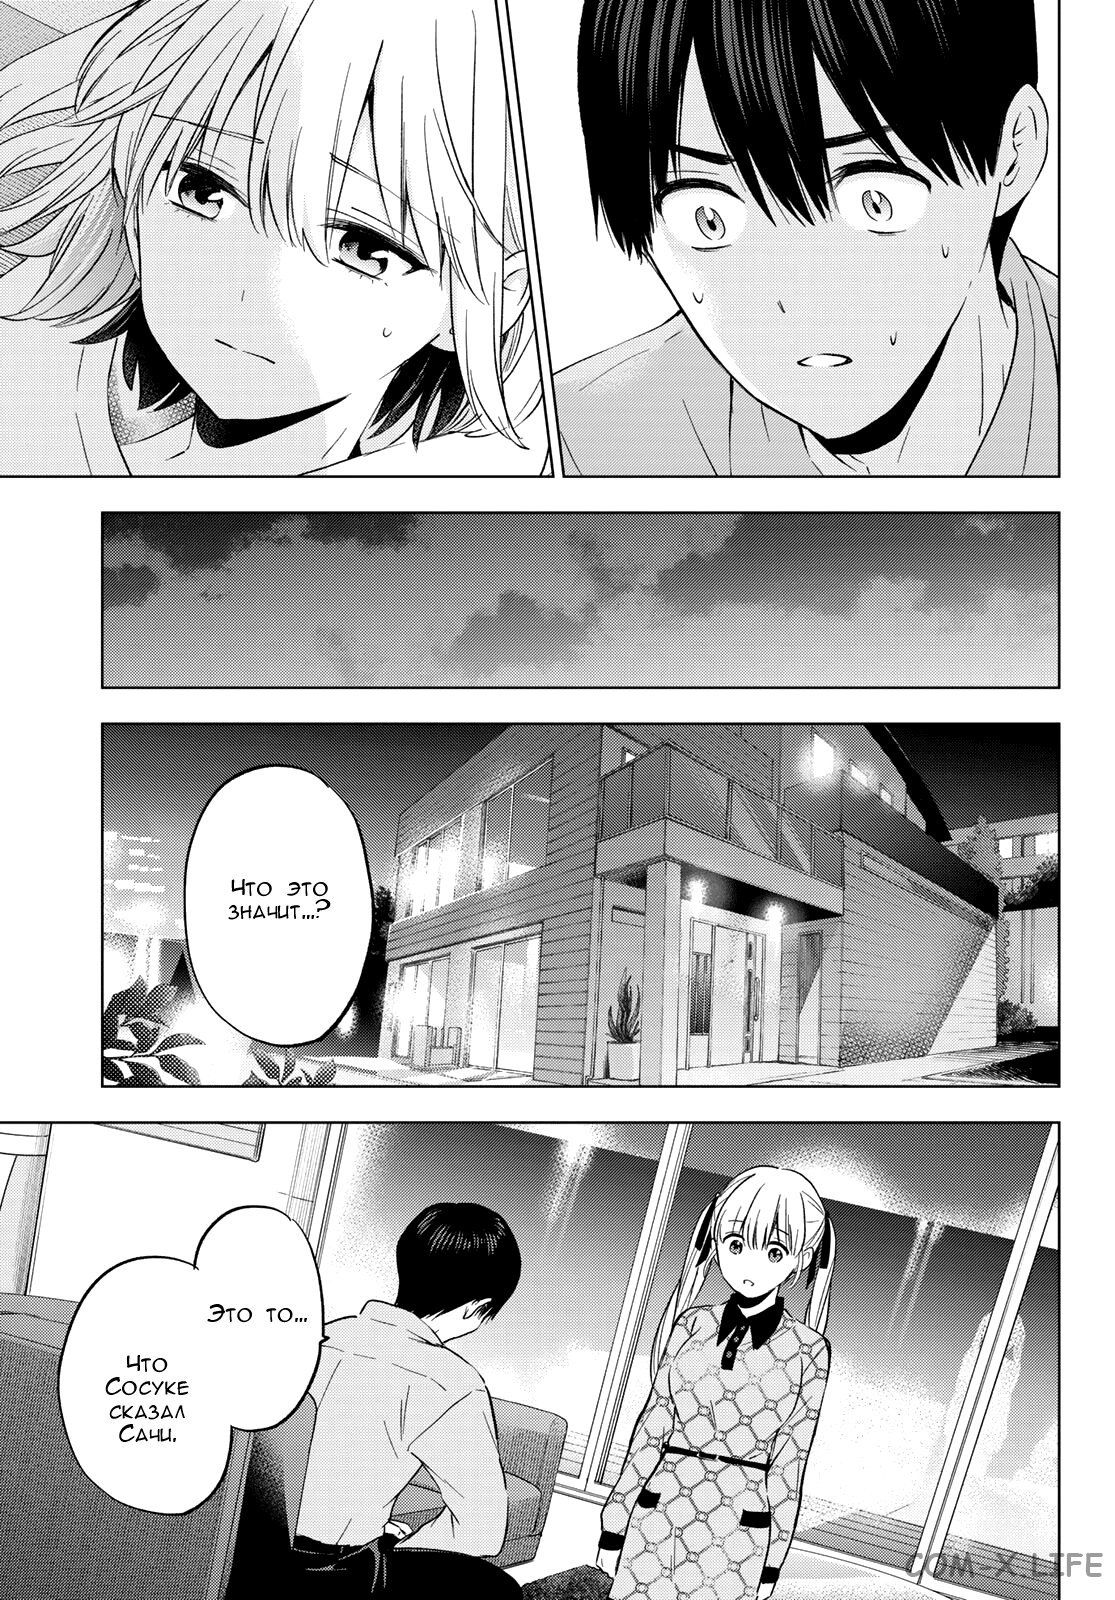 Что это
значит...?
Это то...
Что
Сосуке
сказал
Сачи.
COM-X.LIFE